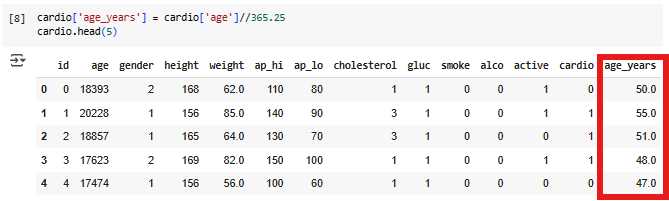 [8] cardio['age_years'] = cardio['age']//365.25
cardio.head(5)
id age gender height weight ap_hi ap_lo cholesterol gluc smoke alco active cardio age_years
0 0 18393 2 168 62.0 110 80 1 1 0 0 1 0 50.0
1 1 20228 1 156 85.0 140 90 3 1 0 0 1 1 55.0
2 2 18857 1 165 64.0 130 70 3 1 0 0 0 1 51.0
3 3 17623 2 169 82.0 150 100 1 1 0 0 1 1 48.0
4 4 17474 1 156 56.0 100 60 1 1 0 0 0 0 47.0